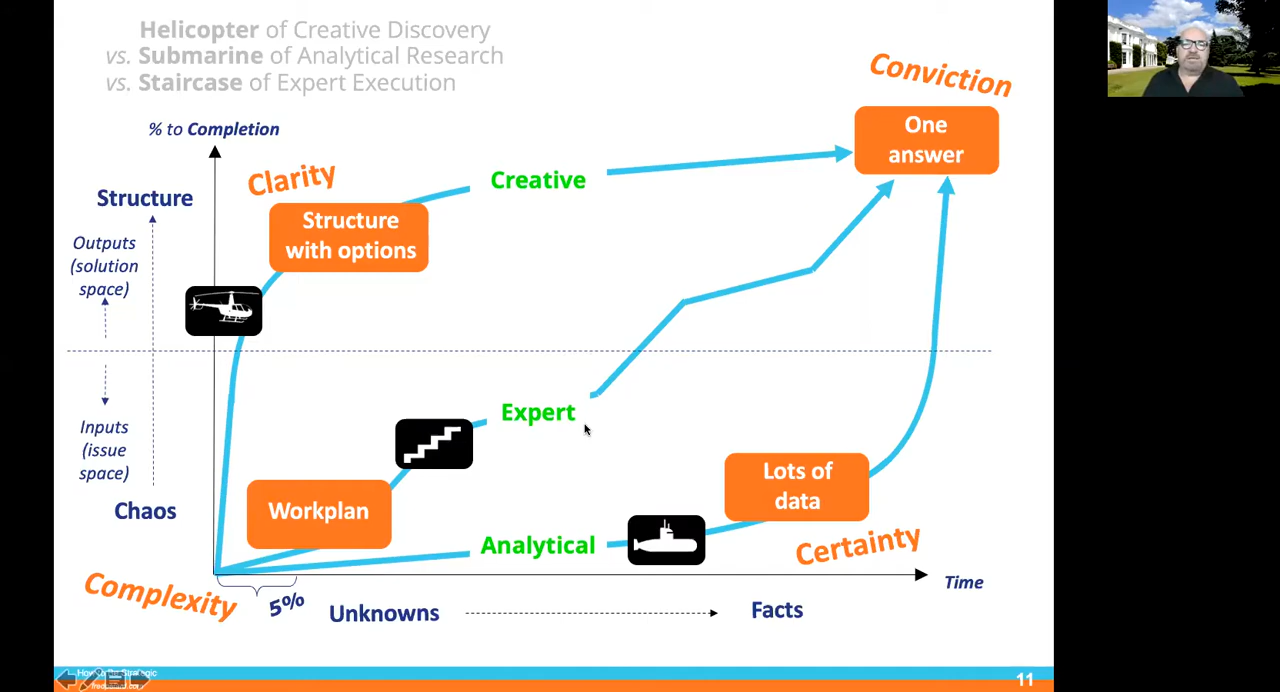 Helicopter of Creative Discovery
vs. Submarine of Analytical Research
vs. Staircase of Expert Execution
Conviction
% to Completion
One
answer
Clarity
Creative
Structure
Structure
with options
Outputs
(solution
space)
Expert
Inputs
(issue
space)
Lots of
data
Workplan
Chaos
Analytical
Certainty
Complexity
5%
Time
Unknowns
Facts
11